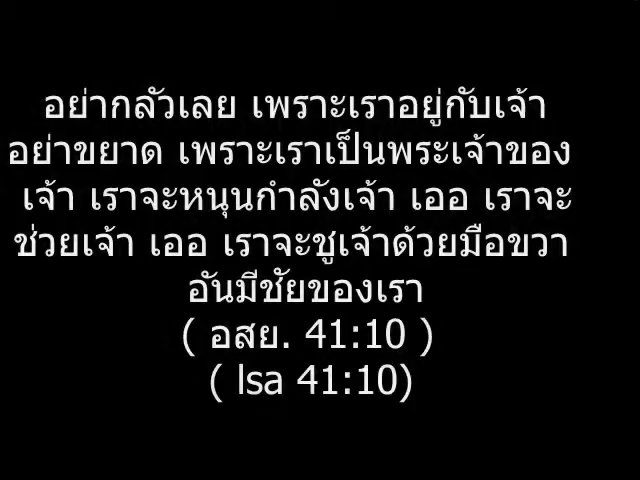 อย่ากลัวเลย เพราะเราอยู่กับเจ้า
อย่าขยาด เพราะเราเป็นพระเจ้าของ
เจ้า เราจะหนุนกำลังเจ้า เออ เราจะ
ช่วยเจ้า เออ เราจะชูเจ้าด้วยมือขวา
อันมีชัยของเรา
( อสย. 41:10 )
( lsa 41:10)